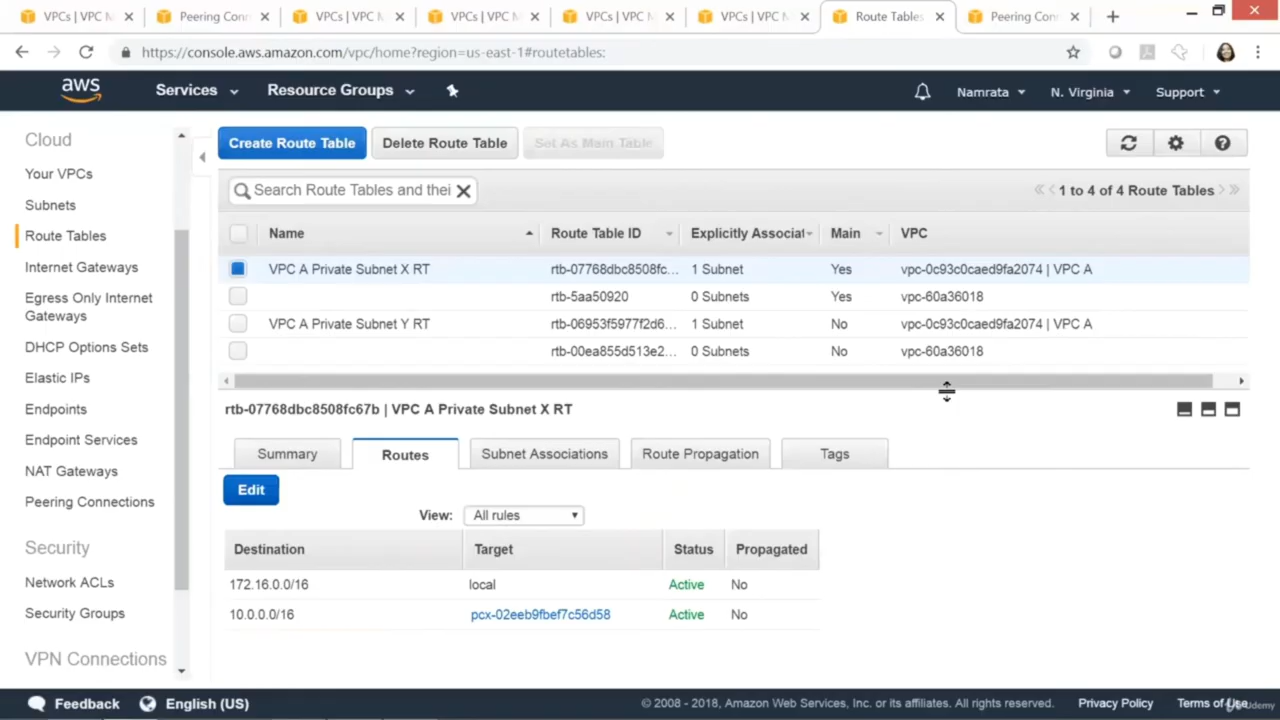 VPCs | VPC M
Peering Conn
VPCs | VPC M
VPCs | VPC M
VPCs | VPC M
VPCs | VPC M
Route Tables
Peering Conn
https://console.aws.amazon.com/vpc/home?region=us-east-1#routetables:
aws
Services
Resource Groups
Namrata
N. Virginia
Support
Cloud
Your VPCs
Subnets
Route Tables
Internet Gateways
Egress Only Internet
Gateways
DHCP Options Sets
Elastic IPs
Endpoints
Endpoint Services
NAT Gateways
Peering Connections
Security
Network ACLs
Security Groups
VPN Connections
Create Route Table
Delete Route Table
Set As Main Table
Search Route Tables and thei
1 to 4 of 4 Route Tables
Name Route Table ID Explicitly Associat Main VPC
VPC A Private Subnet X RT rtb-07768dbc8508fc... 1 Subnet Yes vpc-0c93c0caed9fa2074 | VPC A
rtb-5aa50920 0 Subnets Yes vpc-60a36018
VPC A Private Subnet Y RT rtb-06953f5977f2d6... 1 Subnet No vpc-0c93c0caed9fa2074 | VPC A
rtb-00ea855d513e2... 0 Subnets No vpc-60a36018
rtb-07768dbc8508fc67b | VPC A Private Subnet X RT
Summary
Routes
Subnet Associations
Route Propagation
Tags
Edit
View: All rules
Destination Target Status Propagated
172.16.0.0/16 local Active No
10.0.0.0/16 pcx-02eeb9fbef7c56d58 Active No
Feedback
English (US)
© 2008 - 2018, Amazon Web Services, Inc. or its affiliates. All rights reserved.
Privacy Policy
Terms of Use
Udemy